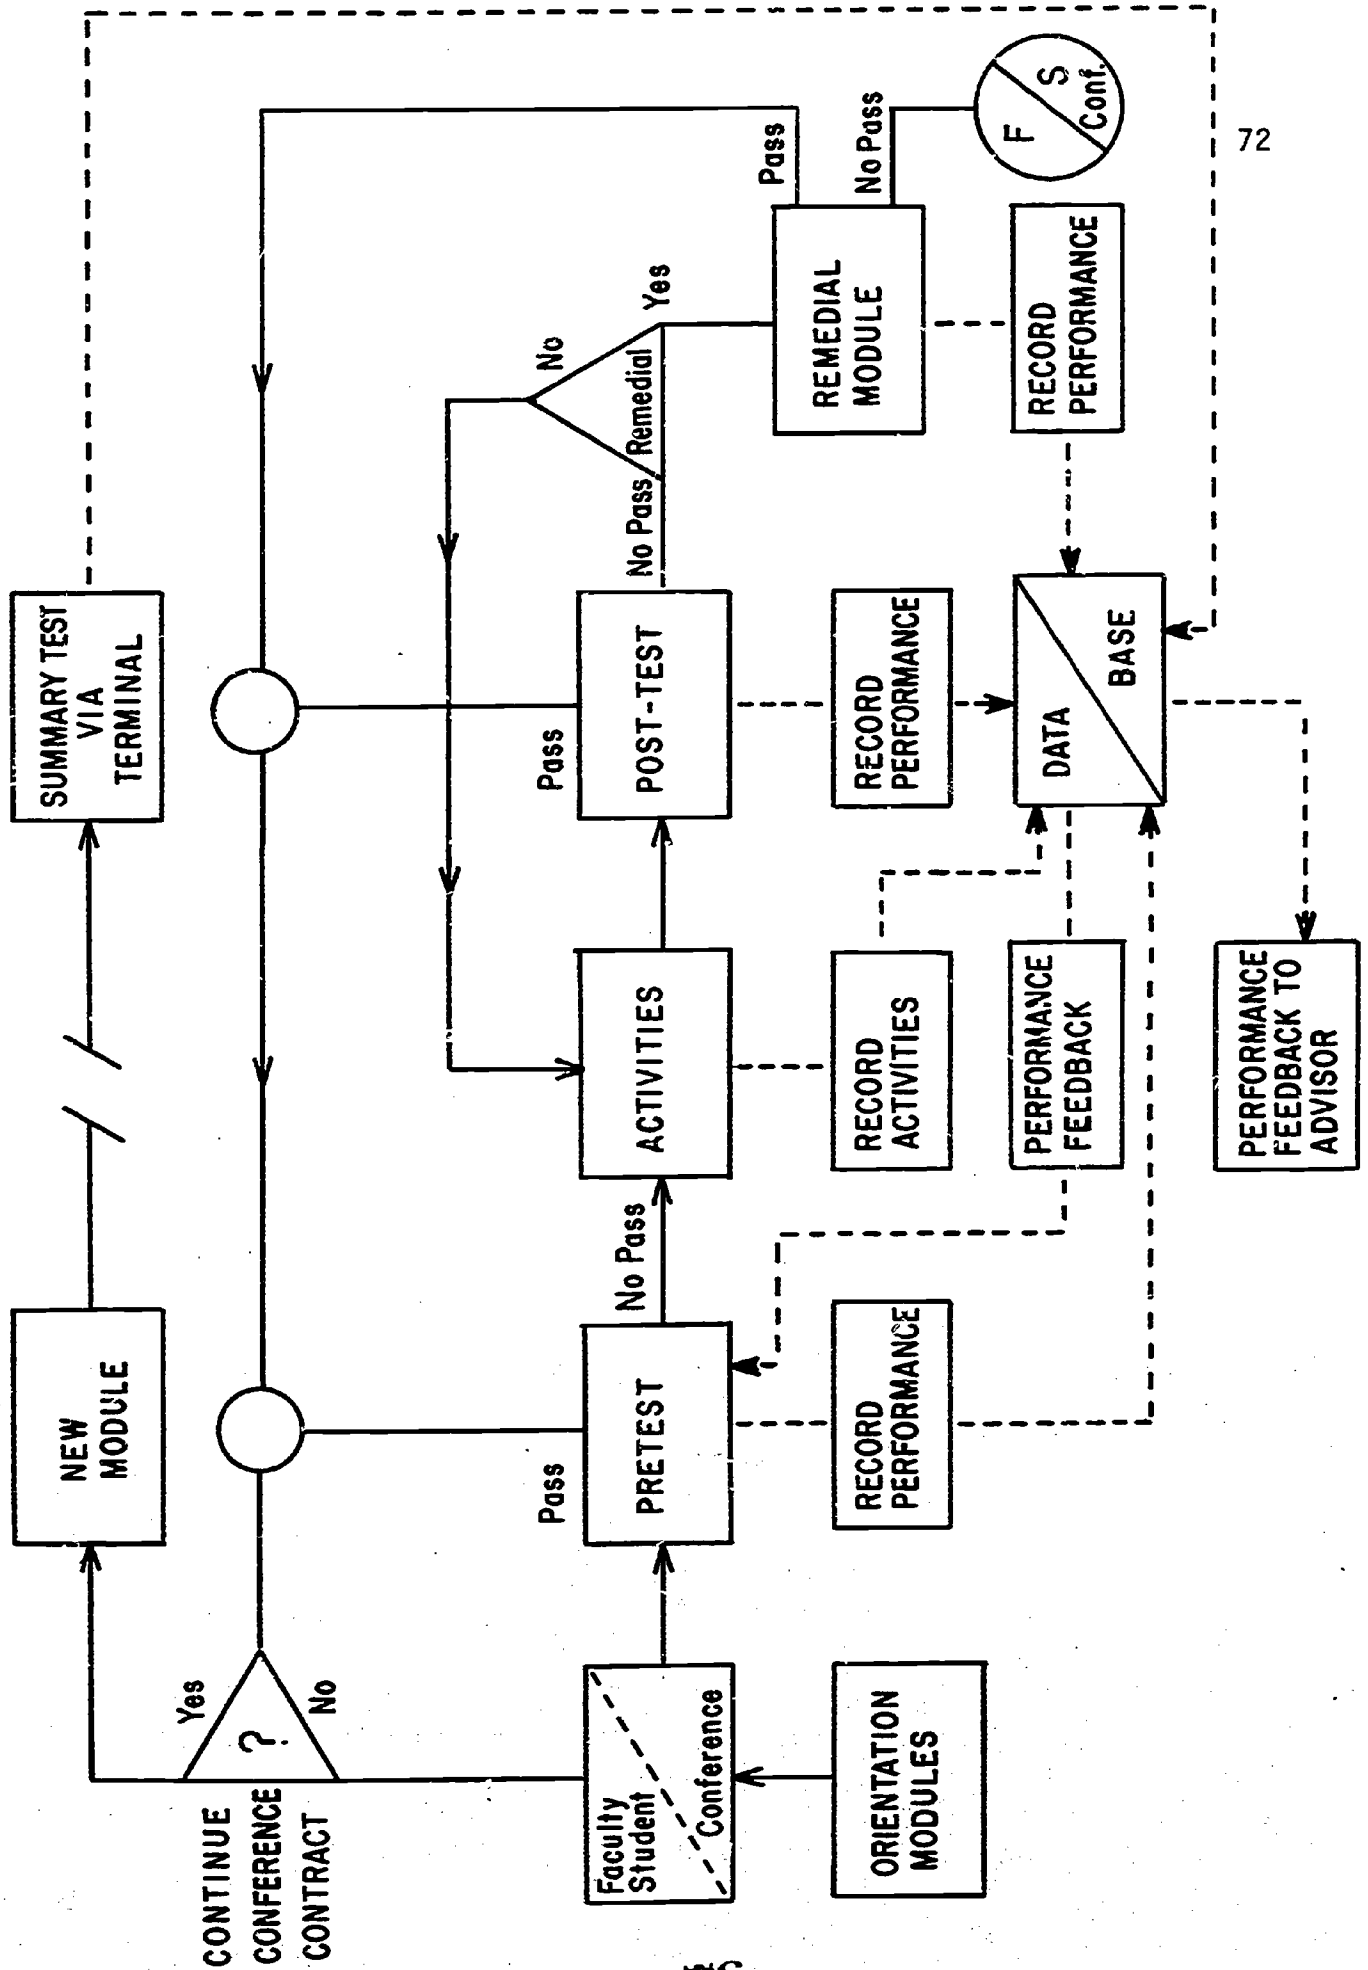 SUMMARY TEST
VIA
TERMINAL
NEW
MODULE
Yes
?
No
CONTINUE
CONFERENCE
CONTRACT
No
Yes
Remedial
No Pass
Pass
Pass
No Pass
F
S
Conf.
72
Faculty
Student
Conference
Pass
PRETEST
No Pass
ACTIVITIES
Pass
POST-TEST
REMEDIAL
MODULE
ORIENTATION
MODULES
RECORD
PERFORMANCE
RECORD
ACTIVITIES
RECORD
PERFORMANCE
RECORD
PERFORMANCE
PERFORMANCE
FEEDBACK
DATA
BASE
PERFORMANCE
FEEDBACK TO
ADVISOR